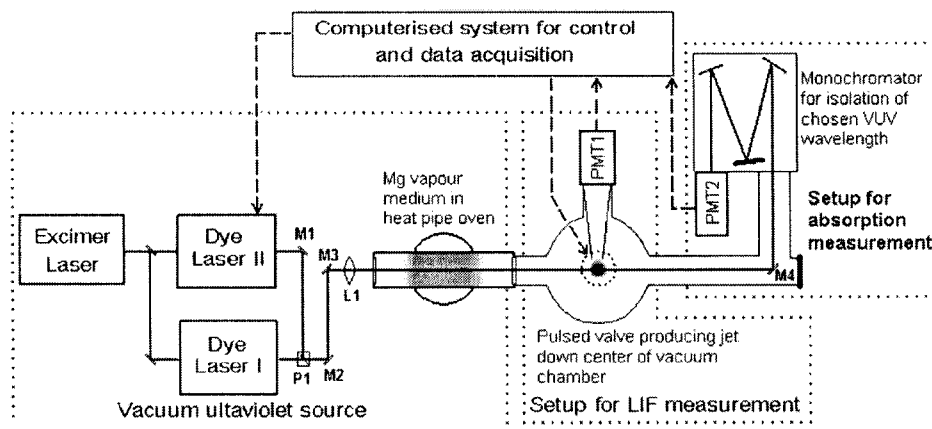 Computerised system for control
and data acquisition
Monochromator
for isolation of
chosen VUV
wavelength
PMT1
PMT2
Mg vapour
medium in
heat pipe oven
Setup for
absorption
measurement
Excimer
Laser
Dye
Laser II
M1
M3
L1
M4
Dye
Laser I
P1
M2
Pulsed valve producing jet
down center of vacuum
chamber
Vacuum ultaviolet source
Setup for LIF measurement